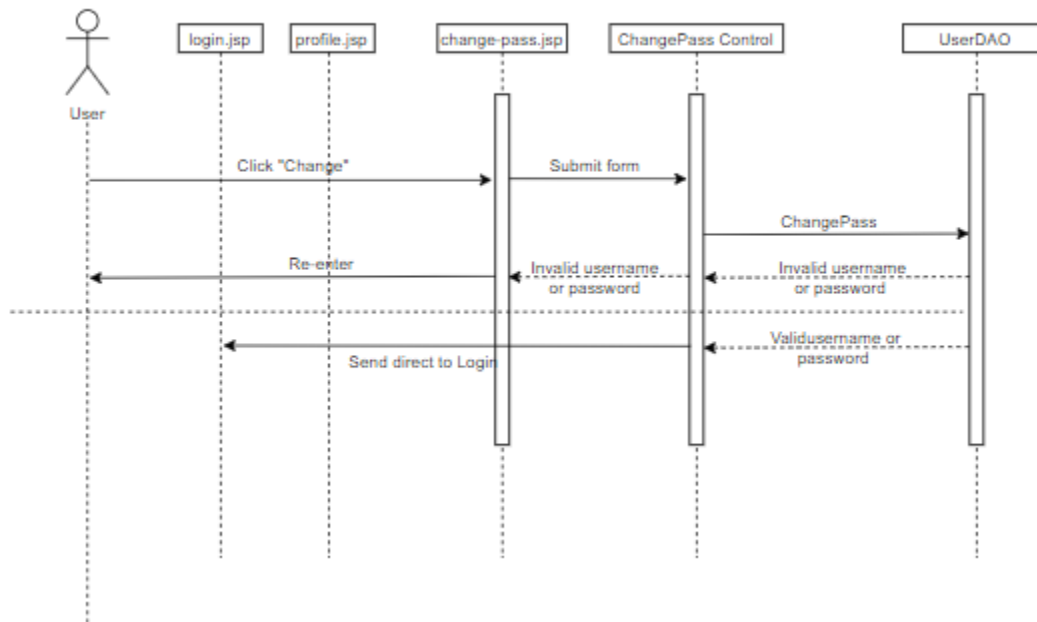 login.jsp
profile.jsp
change-pass.jsp
ChangePass Control
UserDAO
User
Click "Change"
Submit form
ChangePass
Re-enter
Invalid username
or password
Invalid username
or password
Validusername or
password
Send direct to Login